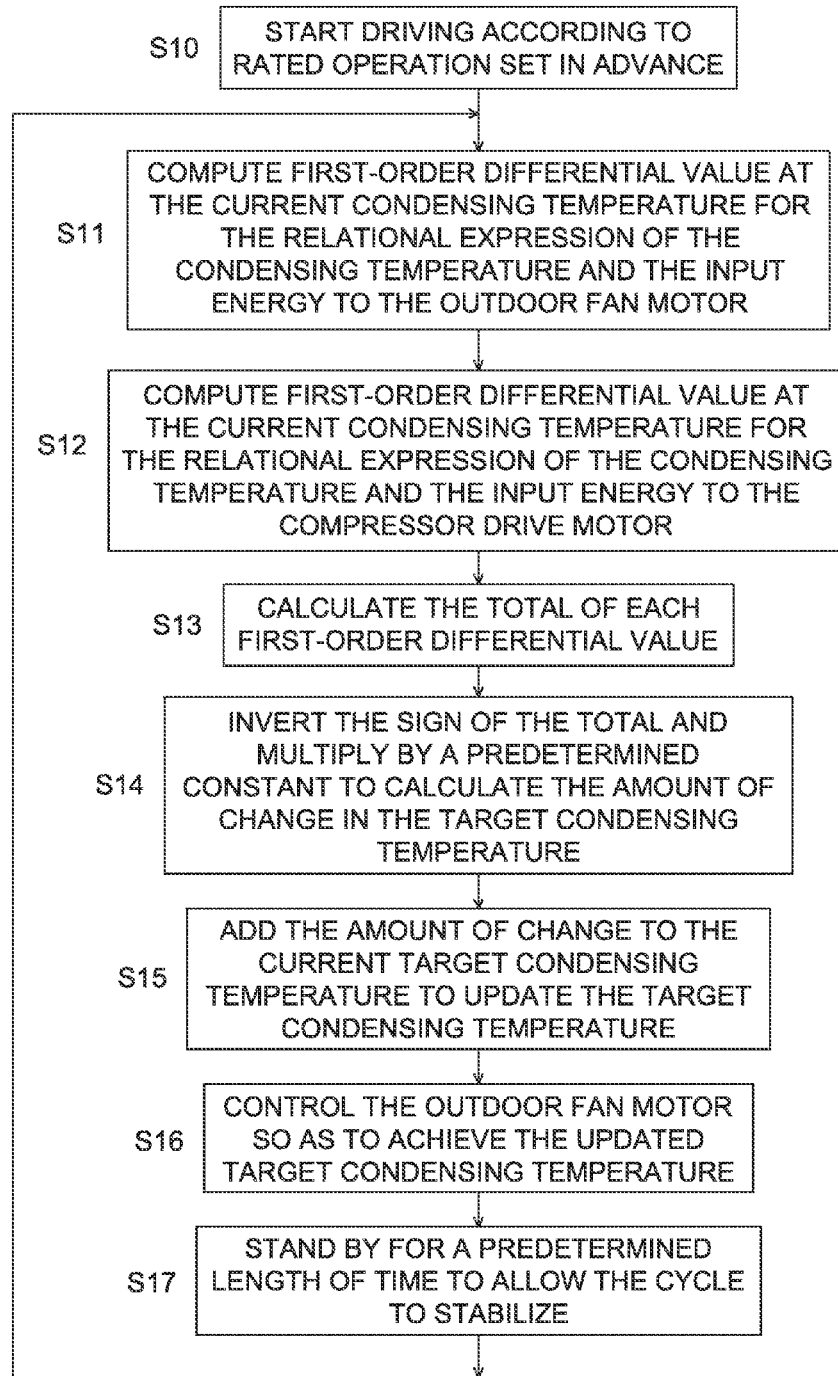 S10
START DRIVING ACCORDING TO
RATED OPERATION SET IN ADVANCE
S11
COMPUTE FIRST-ORDER DIFFERENTIAL VALUE AT
THE CURRENT CONDENSING TEMPERATURE FOR
THE RELATIONAL EXPRESSION OF THE
CONDENSING TEMPERATURE AND THE INPUT
ENERGY TO THE OUTDOOR FAN MOTOR
S12
COMPUTE FIRST-ORDER DIFFERENTIAL VALUE AT
THE CURRENT CONDENSING TEMPERATURE FOR
THE RELATIONAL EXPRESSION OF THE CONDENSING
TEMPERATURE AND THE INPUT ENERGY TO THE
COMPRESSOR DRIVE MOTOR
S13
CALCULATE THE TOTAL OF EACH
FIRST-ORDER DIFFERENTIAL VALUE
S14
INVERT THE SIGN OF THE TOTAL AND
MULTIPLY BY A PREDETERMINED
CONSTANT TO CALCULATE THE AMOUNT OF
CHANGE IN THE TARGET CONDENSING
TEMPERATURE
S15
ADD THE AMOUNT OF CHANGE TO THE
CURRENT TARGET CONDENSING
TEMPERATURE TO UPDATE THE TARGET
CONDENSING TEMPERATURE
S16
CONTROL THE OUTDOOR FAN MOTOR
SO AS TO ACHIEVE THE UPDATED
TARGET CONDENSING TEMPERATURE
S17
STAND BY FOR A PREDETERMINED
LENGTH OF TIME TO ALLOW THE CYCLE
TO STABILIZE